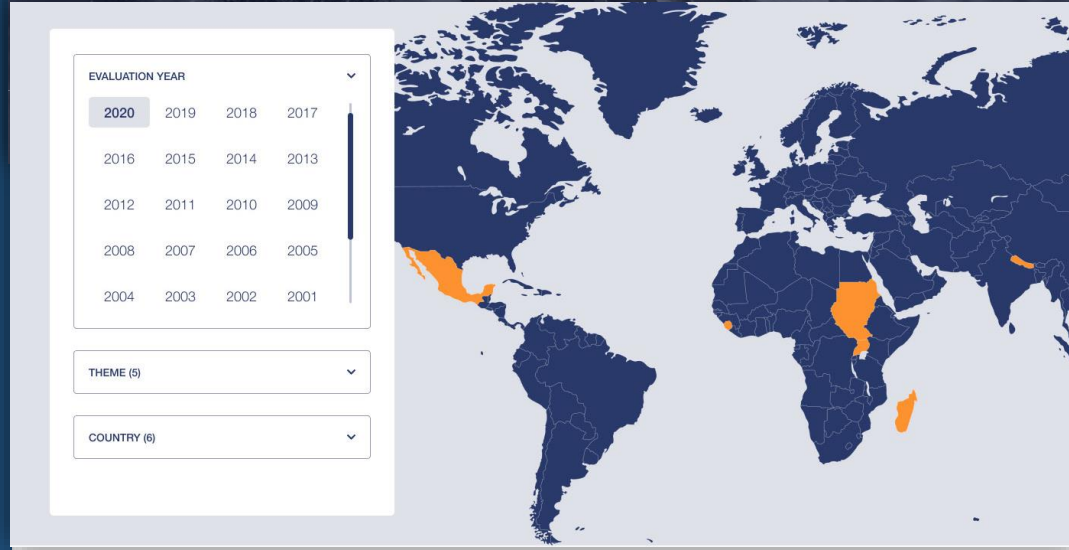 EVALUATION YEAR
2020 2019 2018 2017
2016 2015 2014 2013
2012 2011 2010 2009
2008 2007 2006 2005
2004 2003 2002 2001
THEME (5)
COUNTRY (6)